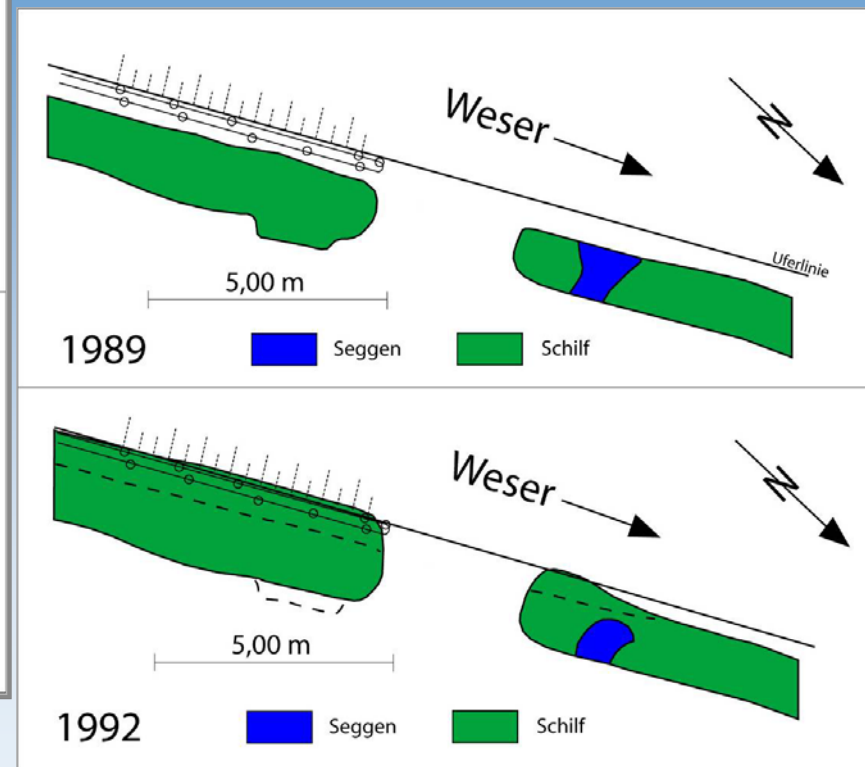 Weser
N
Uferlinie
5,00 m
1989
Seggen
Schilf
Weser
N
5,00 m
1992
Seggen
Schilf